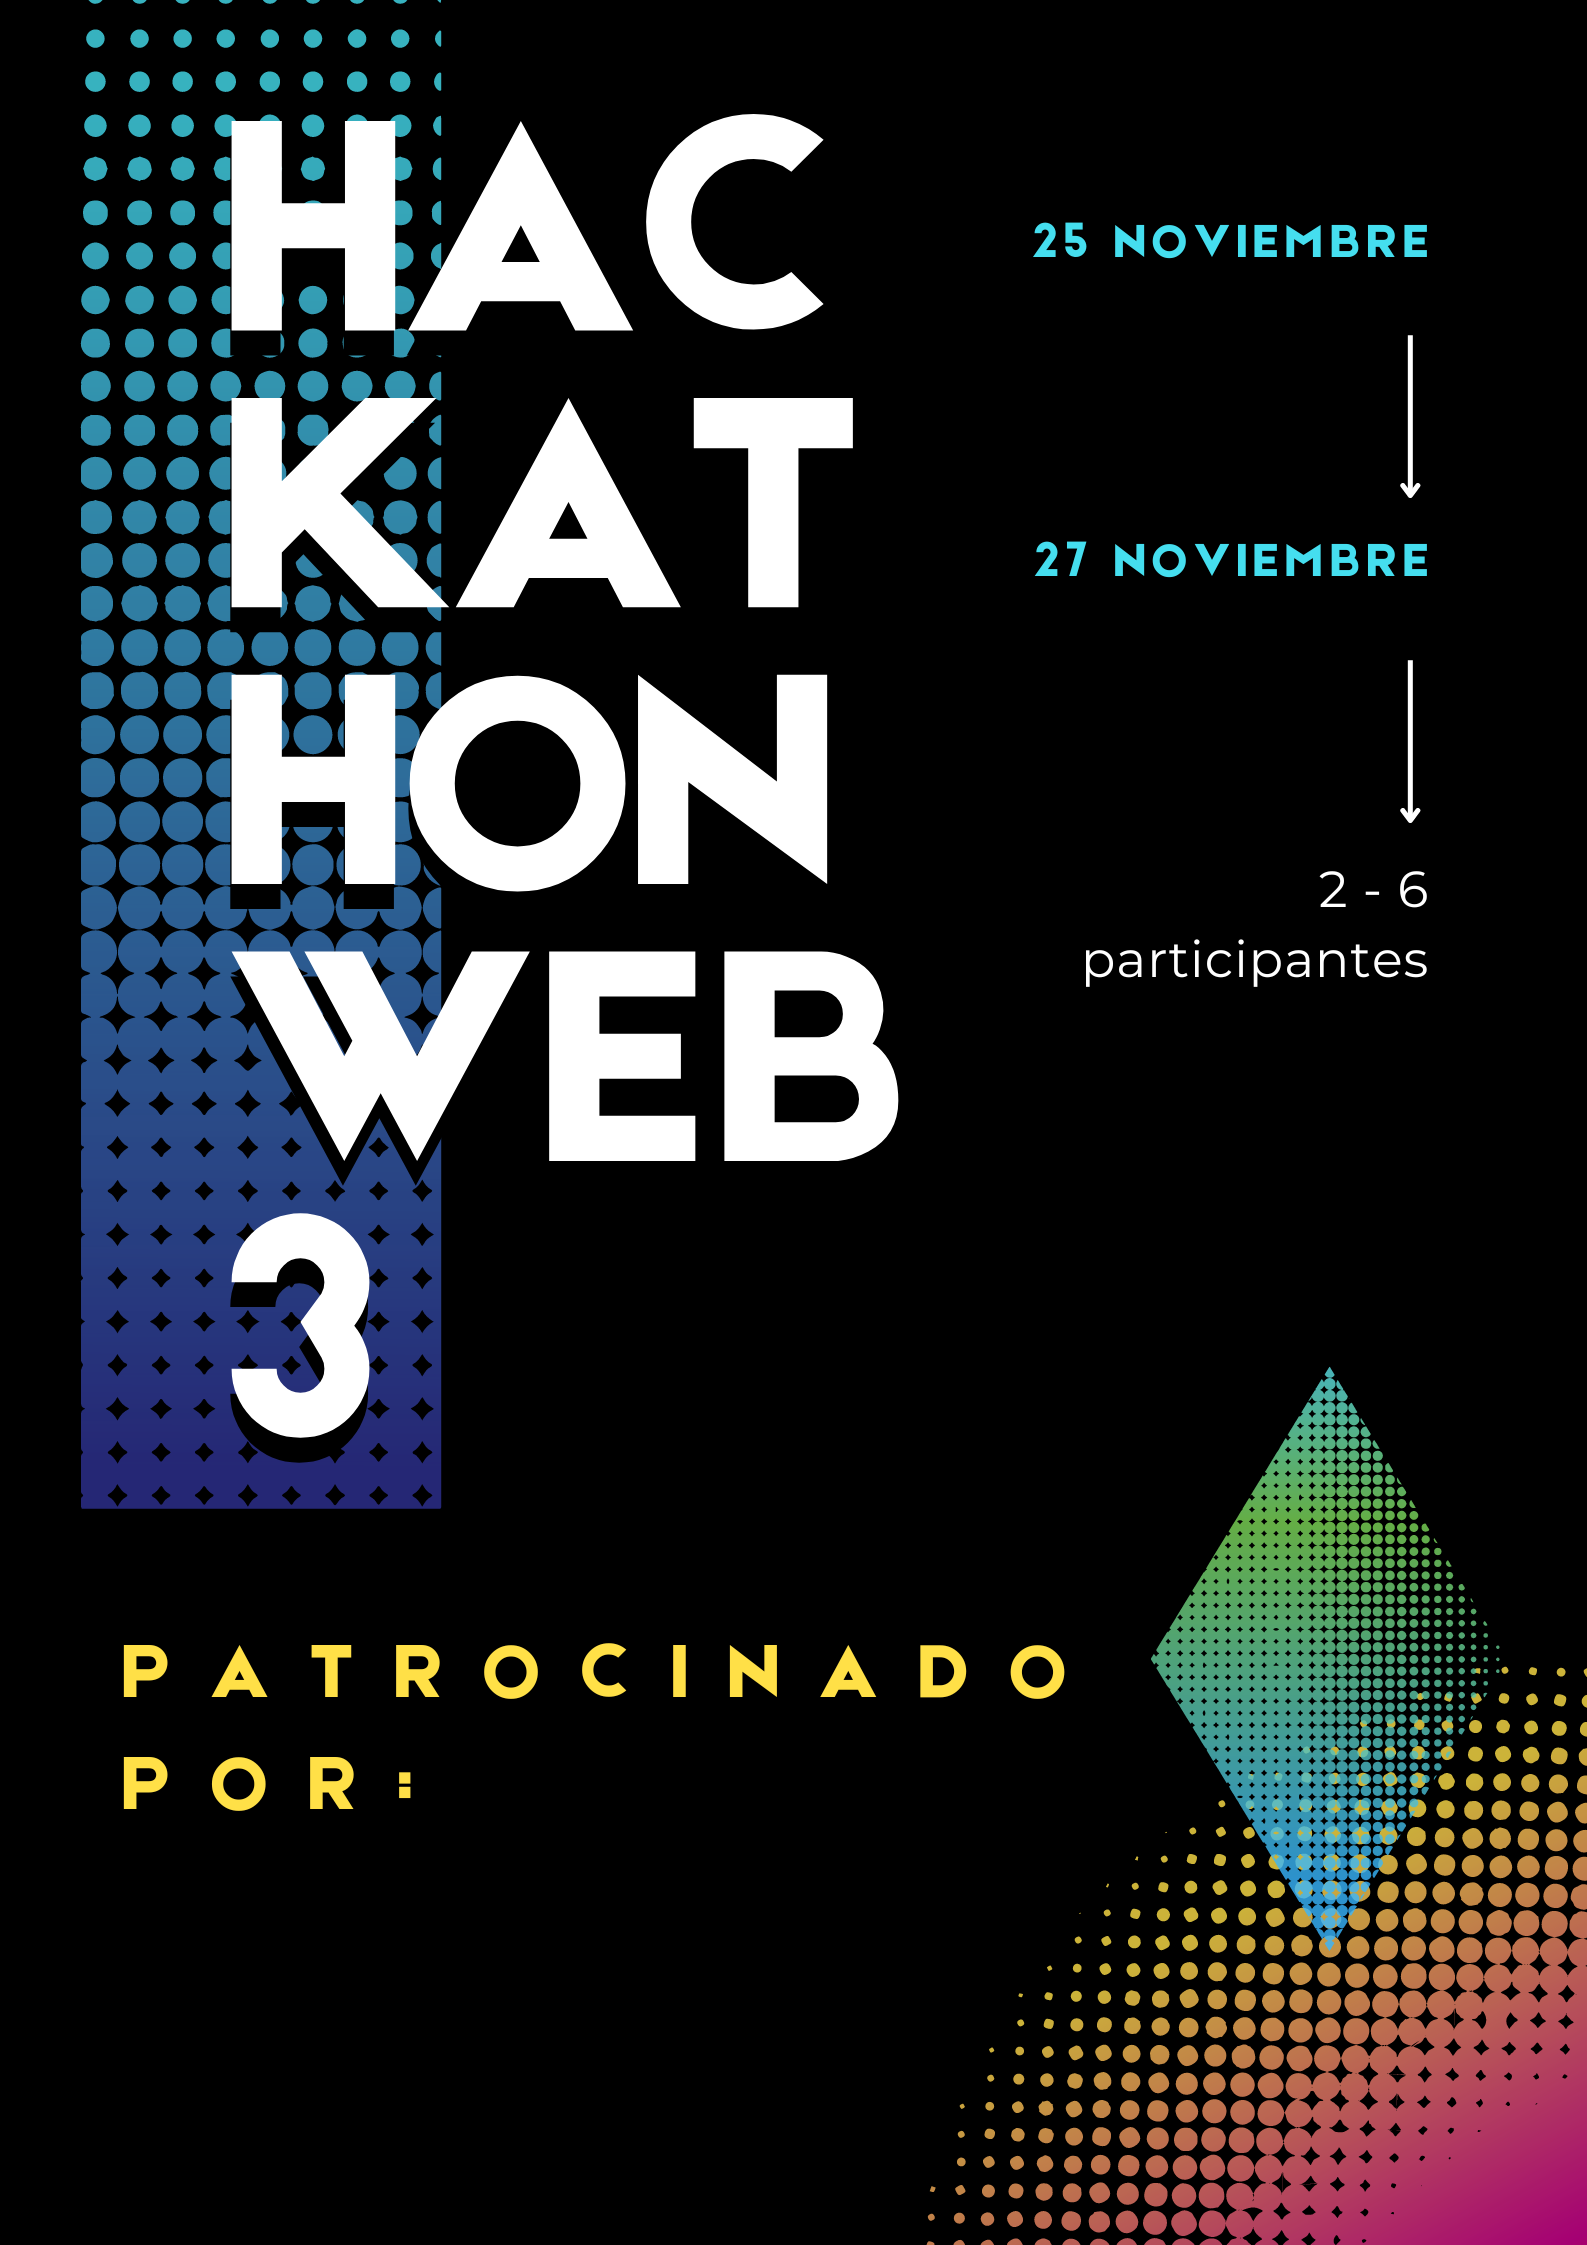 HAC
KAT
HON
WEB
3
25 NOVIEMBRE
27 NOVIEMBRE
2 - 6
participantes
PATROCINADO
POR: